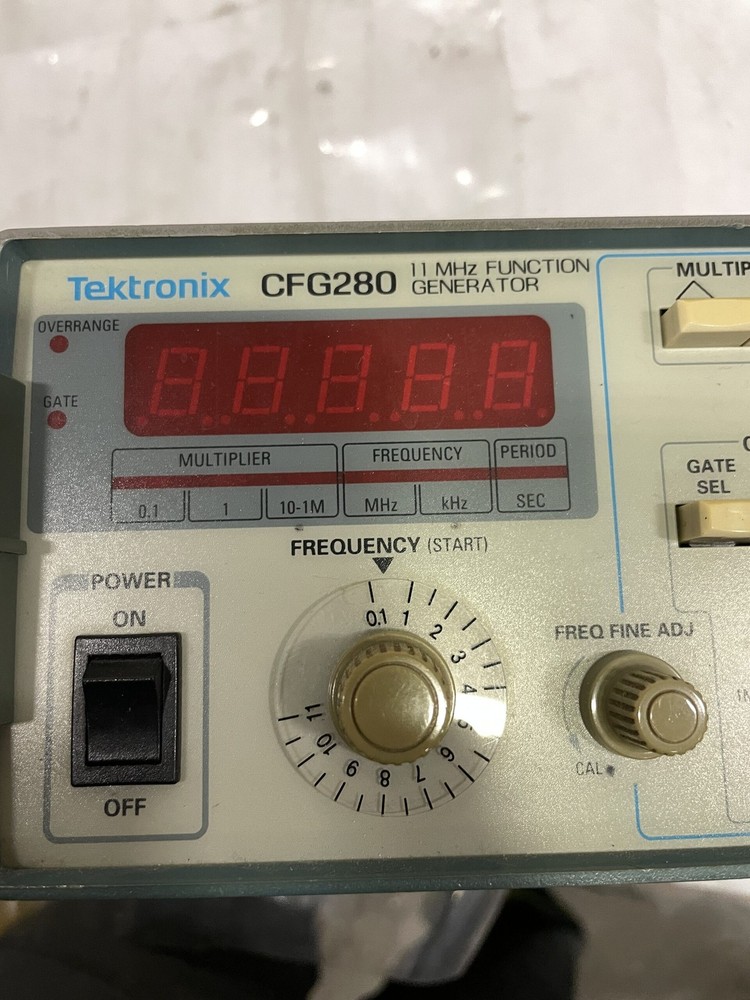 Tektronix CFG280 11 MHz FUNCTION
GENERATOR
MULTIP
OVERRANGE
GATE
88888
MULTIPLIER FREQUENCY PERIOD
0.1 1 10-1M MHz kHz SEC
GATE
SEL
FREQUENCY (START)
POWER
ON
OFF
0.1 1 2 3 4 5 6 7 8 9 10 11
FREQ FINE ADJ
CAL